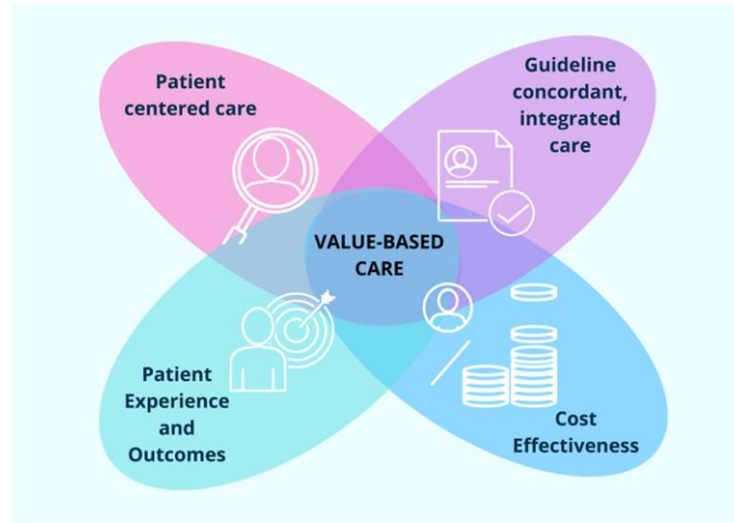 Patient
centered care
Guideline
concordant,
integrated
care
VALUE-BASED
CARE
Patient
Experience
and
Outcomes
Cost
Effectiveness